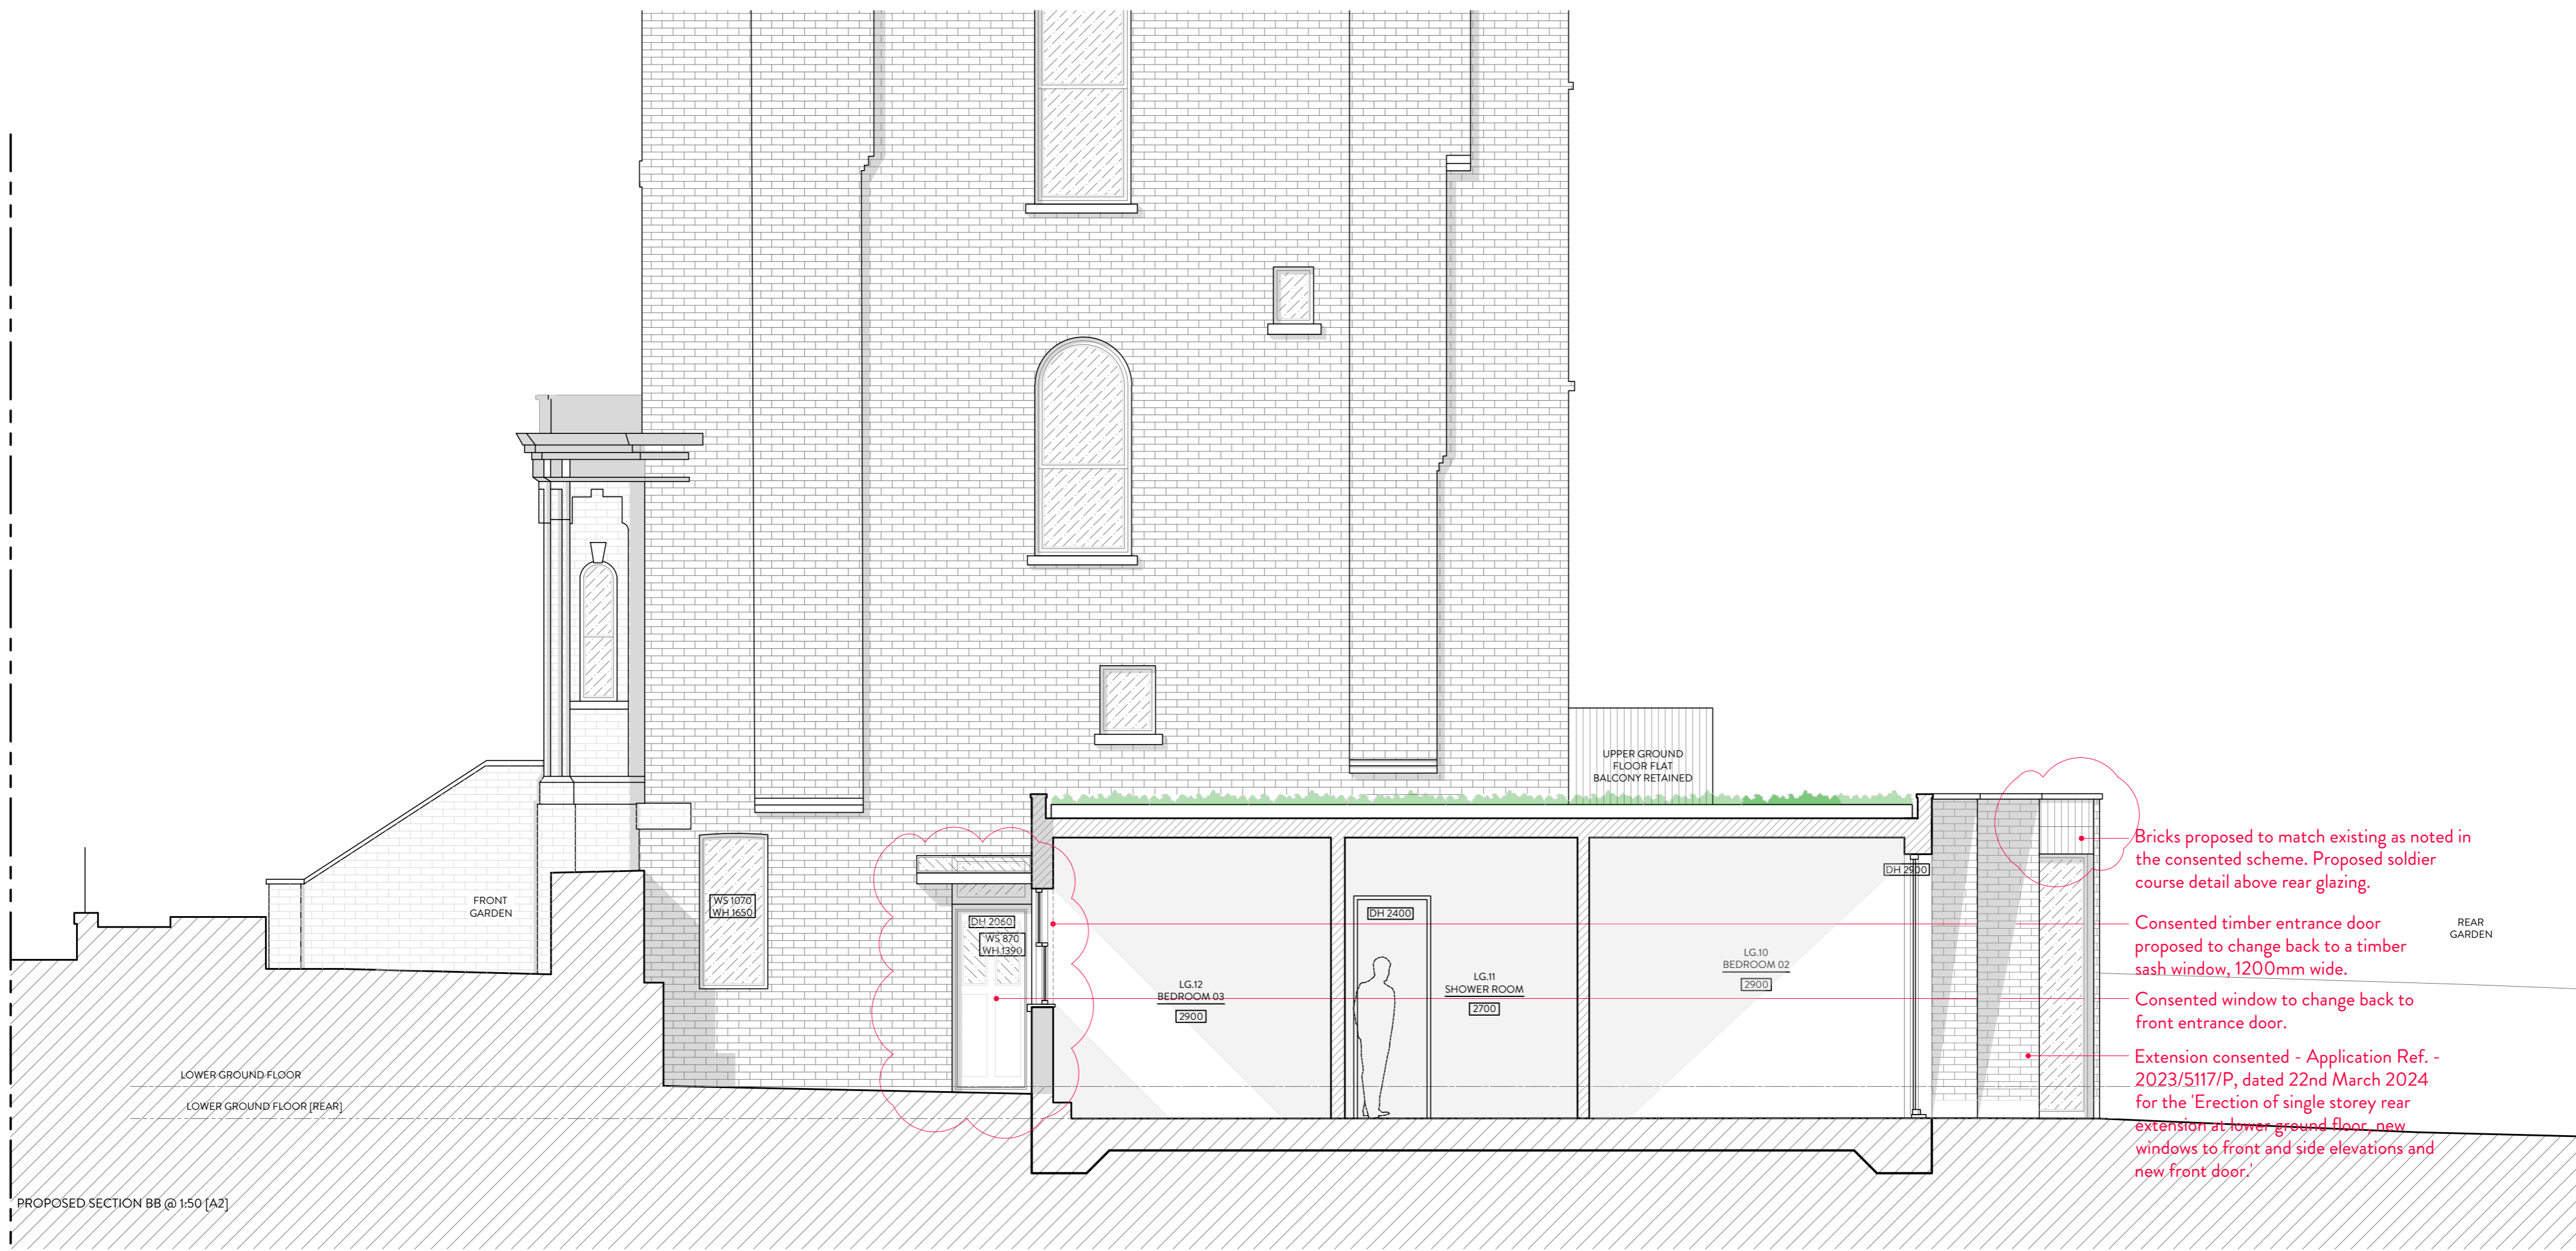 UPPER GROUND
FLOOR FLAT
BALCONY RETAINED
Bricks proposed to match existing as noted in
the consented scheme. Proposed soldier
course detail above rear glazing.
DH 2900
FRONT
GARDEN
WS 1070
WH 1650
DH 2060
WS 870
WH 1390
DH 2400
Consented timber entrance door
proposed to change back to a timber
sash window, 1200mm wide.
REAR
GARDEN
LG.12
BEDROOM 03
2900
LG.11
SHOWER ROOM
2700
LG.10
BEDROOM 02
2900
Consented window to change back to
front entrance door.
Extension consented - Application Ref. -
2023/5117/P, dated 22nd March 2024
for the 'Erection of single storey rear
extension at lower ground floor, new
windows to front and side elevations and
new front door.'
LOWER GROUND FLOOR
LOWER GROUND FLOOR [REAR]
PROPOSED SECTION BB @ 1:50 [A2]